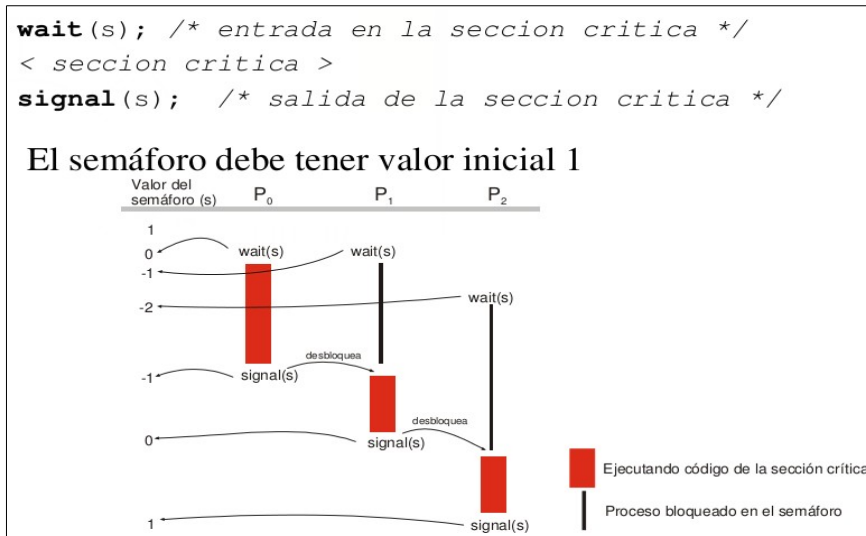 wait(s); /* entrada en la seccion critica */
< seccion critica >
signal(s); /* salida de la seccion critica */
El semáforo debe tener valor inicial 1
Valor del
semáforo (s) P0 P1 P2
1
0 wait(s) wait(s)
-1
-2 wait(s)
desbloquea
-1 signal(s)
desbloquea
0 signal(s)
Ejecutando código de la sección crítica
Proceso bloqueado en el semáforo
1 signal(s)